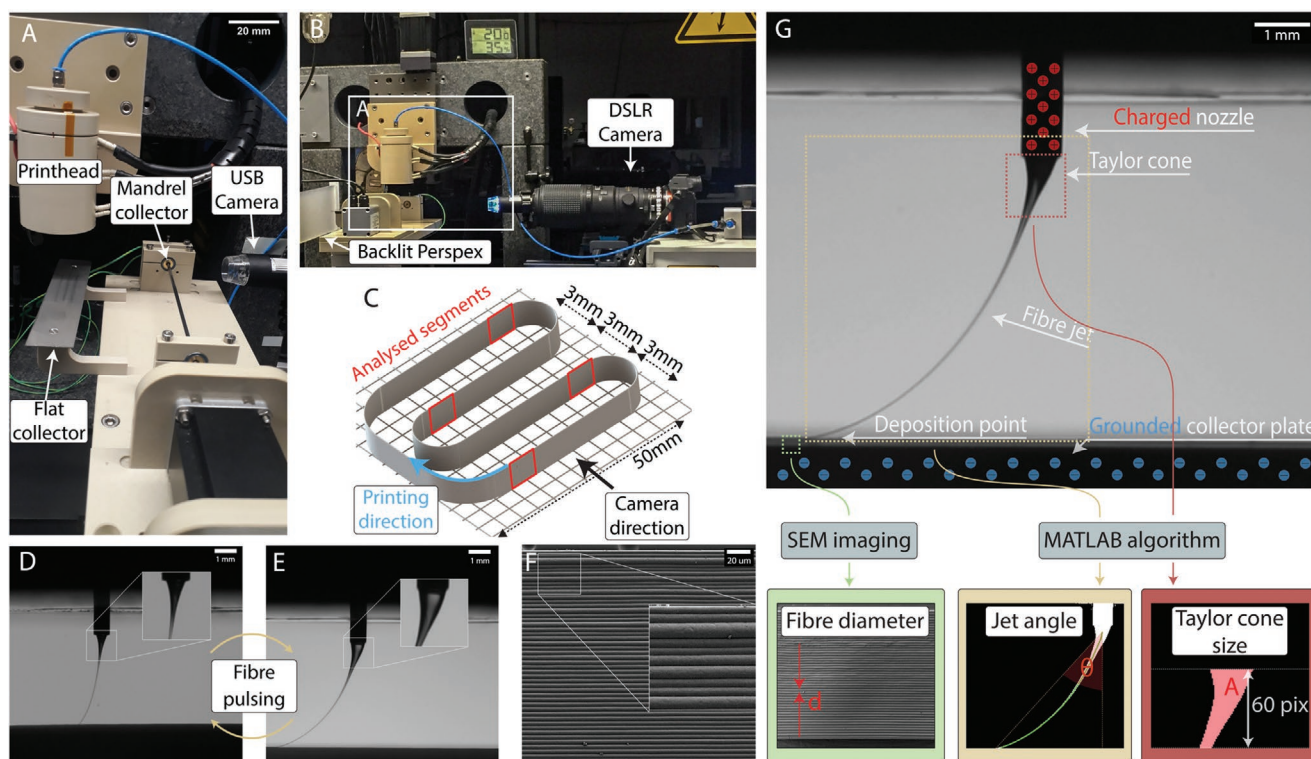 A
20 mm
Printhead
Mandrel
collector
USB
Camera
Flat
collector
B
A
DSLR
Camera
Backlit Perspex
C
Analysed segments
3mm
3mm
3mm
50mm
Printing
direction
Camera
direction
D
1 mm
Fibre
pulsing
E
1 mm
F
20 um
G
1 mm
Charged nozzle
Taylor cone
Fibre jet
Deposition point
Grounded collector plate
SEM imaging
MATLAB algorithm
Fibre diameter
d
Jet angle
θ
Taylor cone
size
A
60 pix